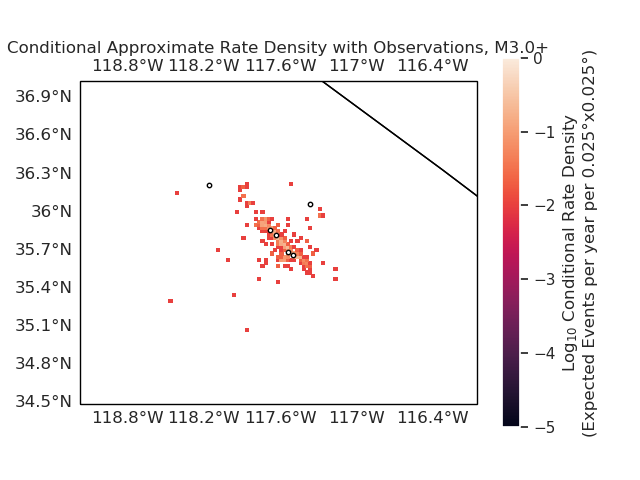 Conditional Approximate Rate Density with Observations, M3.0+
118.8°W 118.2°W 117.6°W 117°W 116.4°W
36.9°N
36.6°N
36.3°N
36°N
35.7°N
35.4°N
35.1°N
34.8°N
34.5°N
118.8°W 118.2°W 117.6°W 117°W 116.4°W
0
−1
−2
−3
−4
−5
Log₁₀ Conditional Rate Density
(Expected Events per year per 0.025°x0.025°)